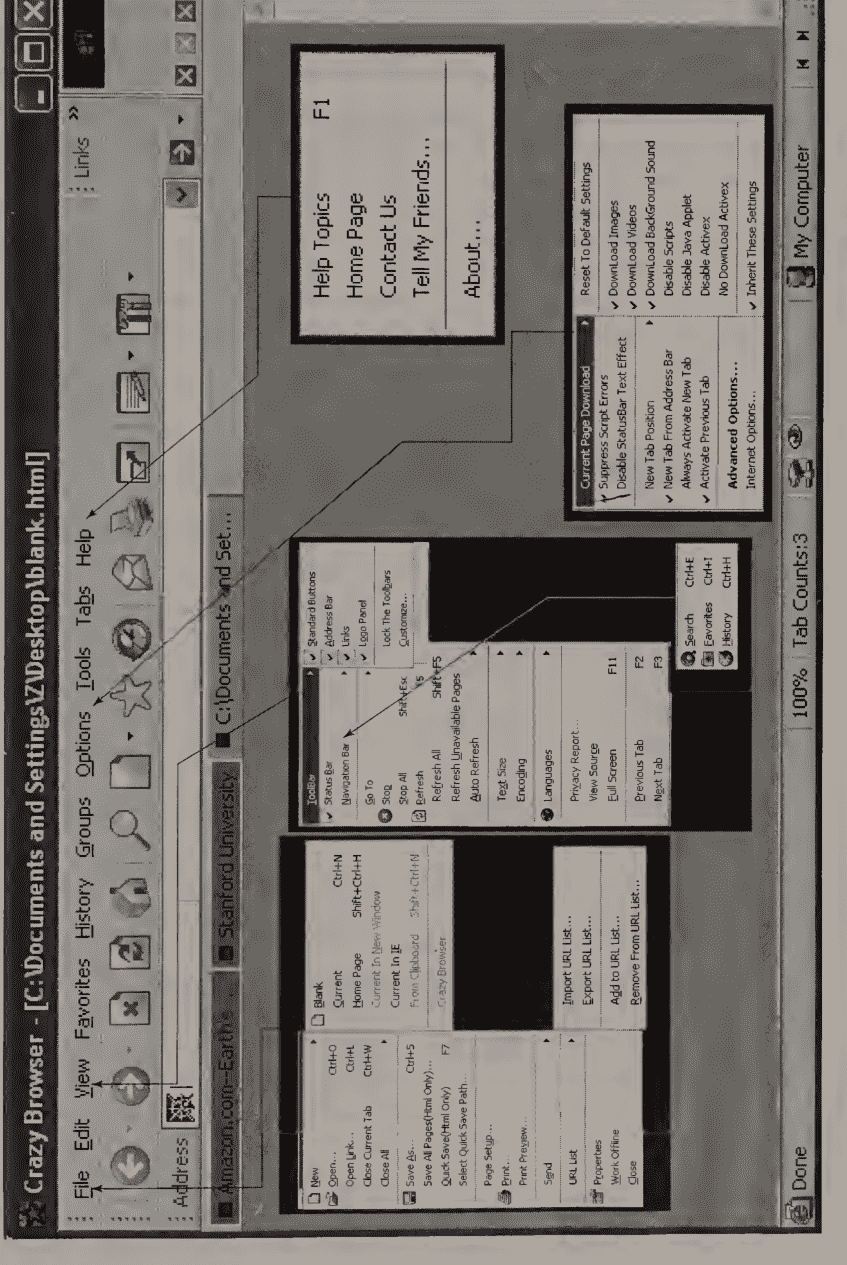 Crazy Browser - [C:\Documents and Settings\Z\Desktop\blank.html]
File Edit View Favorites History Groups Options Tools Tabs Help
Links »
Address
Amazon.com--Earth's
Stanford University
C:\Documents and Set...
New
Open... Ctrl+O
Open Link... Ctrl+L
Close Current Tab Ctrl+W
Close All
Save As... Ctrl+S
Save All Pages(Html Only)...
Quick Save(Html Only) F7
Select Quick Save Path...
Page Setup...
Print...
Print Preview...
Send
URL List
Properties
Work Offline
Close
Blank
Current Ctrl+N
Home Page Shift+Ctrl+H
Current In New Window
Current In IE
From Clipboard Shift+Ctrl+N
Crazy Browser
Import URL List...
Export URL List...
Add to URL List...
Remove From URL List...
ToolBar
Status Bar
Navigation Bar
Go To
Stop
Stop All Shift+Esc
Refresh F5
Refresh All Shift+F5
Refresh Unavailable Pages
Auto Refresh
Text Size
Encoding
Languages
Privacy Report...
View Source
Full Screen F11
Previous Tab F2
Next Tab F3
Standard Buttons
Address Bar
Links
Logo Panel
Lock The Toolbars
Customize...
Search Ctrl+E
Favorites Ctrl+I
History Ctrl+H
Help Topics F1
Home Page
Contact Us
Tell My Friends...
About...
Current Page Download
Suppress Script Errors
Disable StatusBar Text Effect
New Tab Position
New Tab From Address Bar
Always Activate New Tab
Activate Previous Tab
Advanced Options...
Internet Options...
Reset To Default Settings
DownLoad Images
DownLoad Videos
DownLoad BackGround Sound
Disable Scripts
Disable Java Applet
Disable Activex
No DownLoad Activex
Inherit These Settings
Done
100%
Tab Counts:3
My Computer